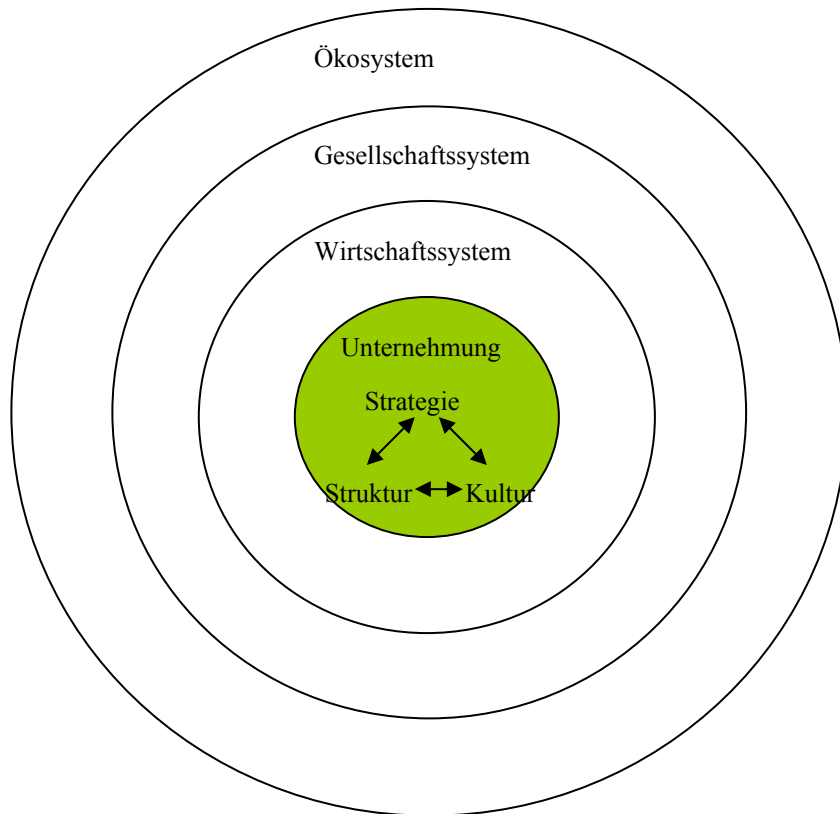 Ökosystem
Gesellschaftssystem
Wirtschaftssystem
Unternehmung
Strategie
Struktur Kultur